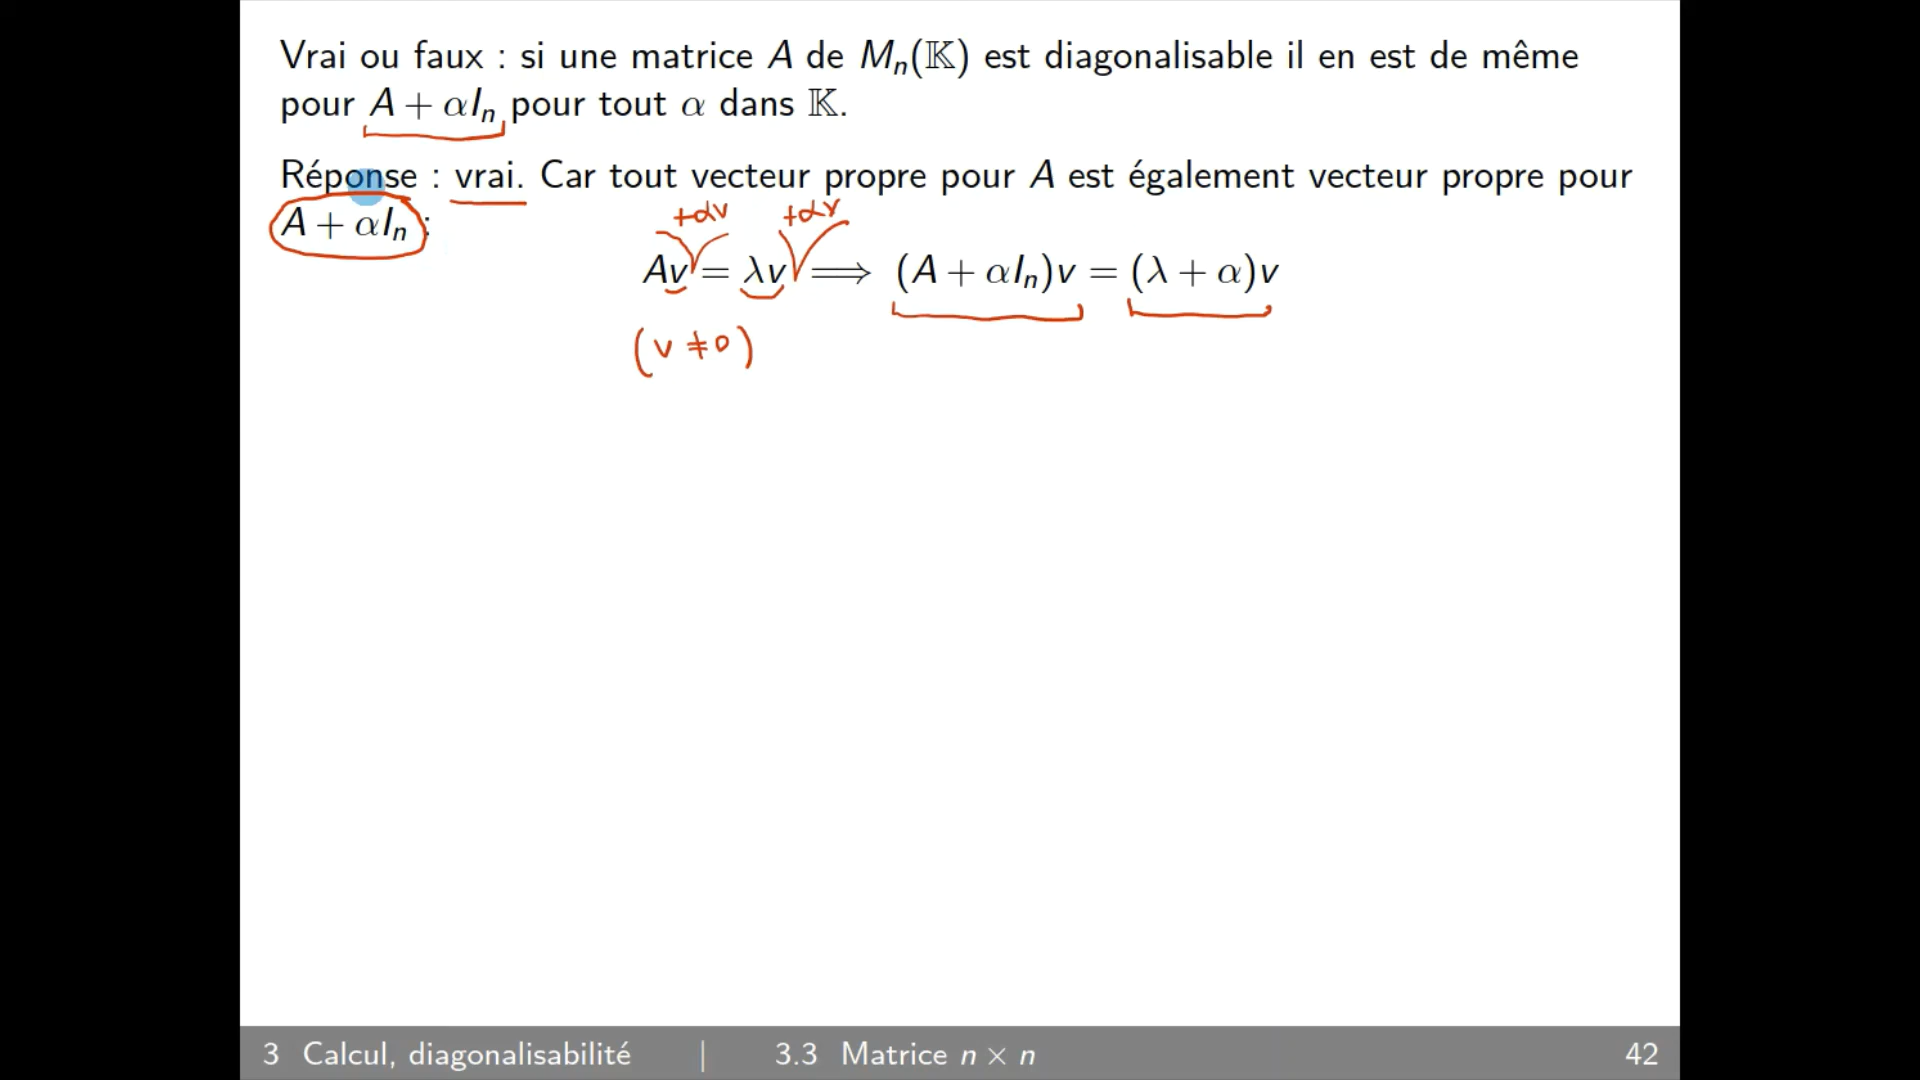 Vrai ou faux : si une matrice A de Mₙ(𝕂) est diagonalisable il en est de même
pour A + αIₙ pour tout α dans 𝕂.
Réponse : vrai. Car tout vecteur propre pour A est également vecteur propre pour
A + αIₙ :
+αv +αv
Av = λv ⟹ (A + αIₙ)v = (λ + α)v
(v ≠ 0)
3 Calcul, diagonalisabilité | 3.3 Matrice n × n 42